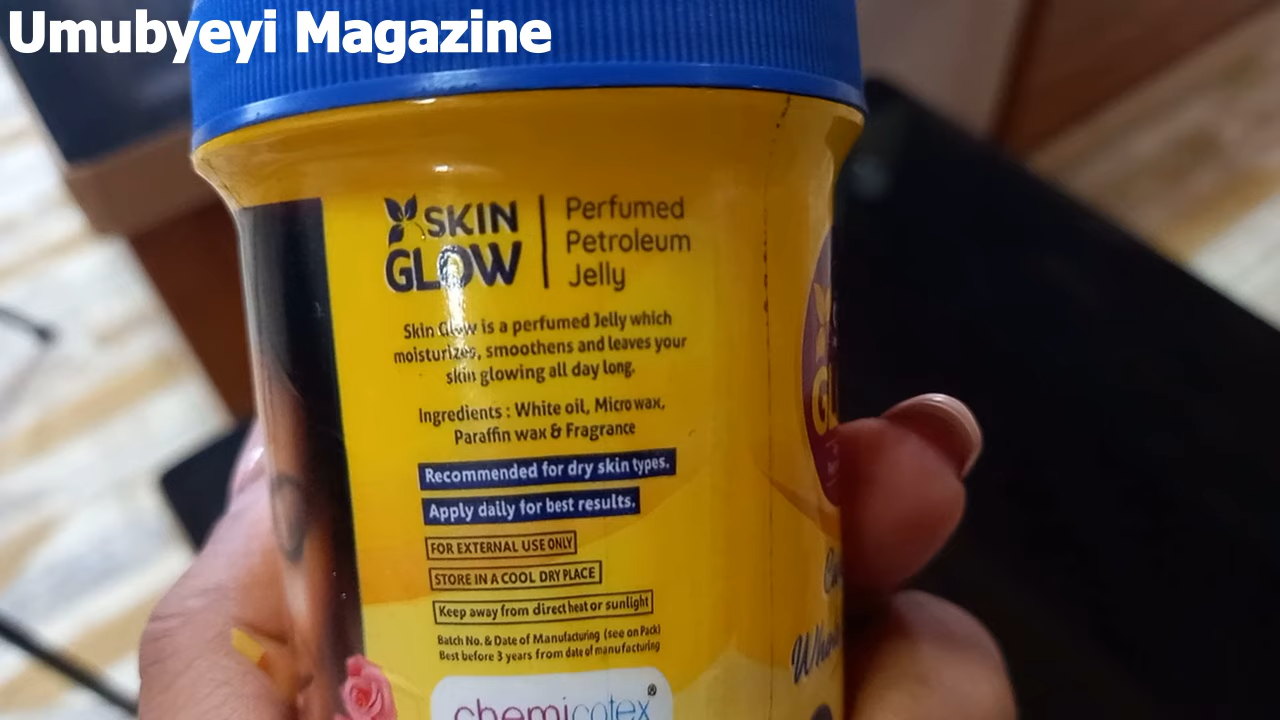 Umubyeyi Magazine
SKIN
GLOW
Perfumed
Petroleum
Jelly
Skin Glow is a perfumed Jelly which
moisturizes, smoothens and leaves your
skin glowing all day long.
Ingredients : White oil, Micro wax,
Paraffin wax & Fragrance
Recommended for dry skin types.
Apply daily for best results.
FOR EXTERNAL USE ONLY
STORE IN A COOL DRY PLACE
Keep away from direct heat or sunlight
Batch No. & Date of Manufacturing (see on Pack)
Best before 3 years from date of manufacturing
chemicotex®